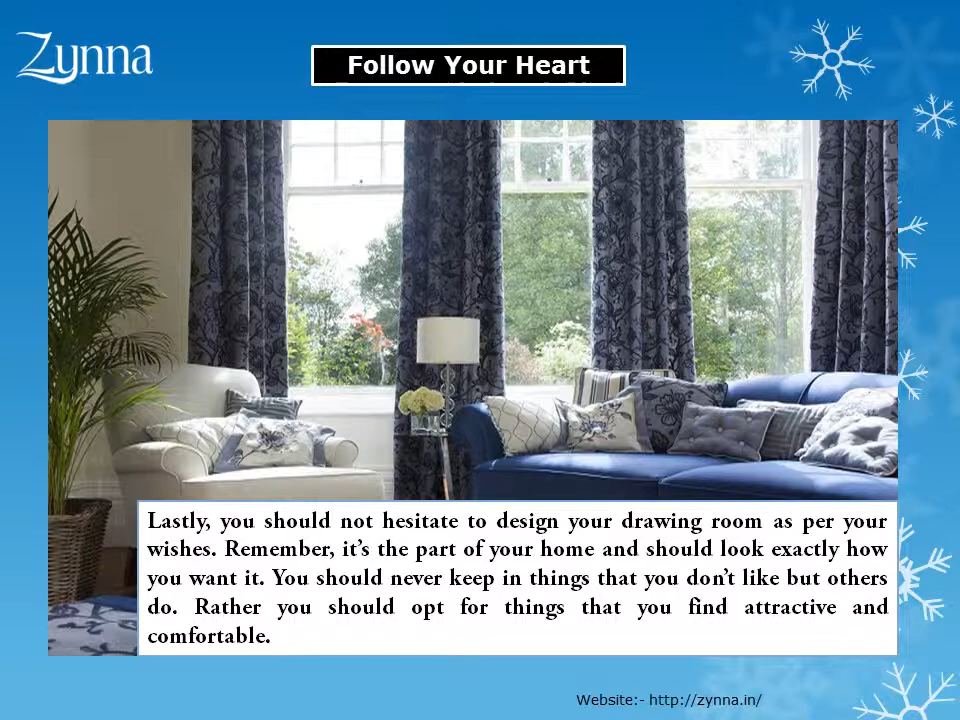 Zynna
Follow Your Heart
Lastly, you should not hesitate to design your drawing room as per your
wishes. Remember, it’s the part of your home and should look exactly how
you want it. You should never keep in things that you don’t like but others
do. Rather you should opt for things that you find attractive and
comfortable.
Website:- http://zynna.in/